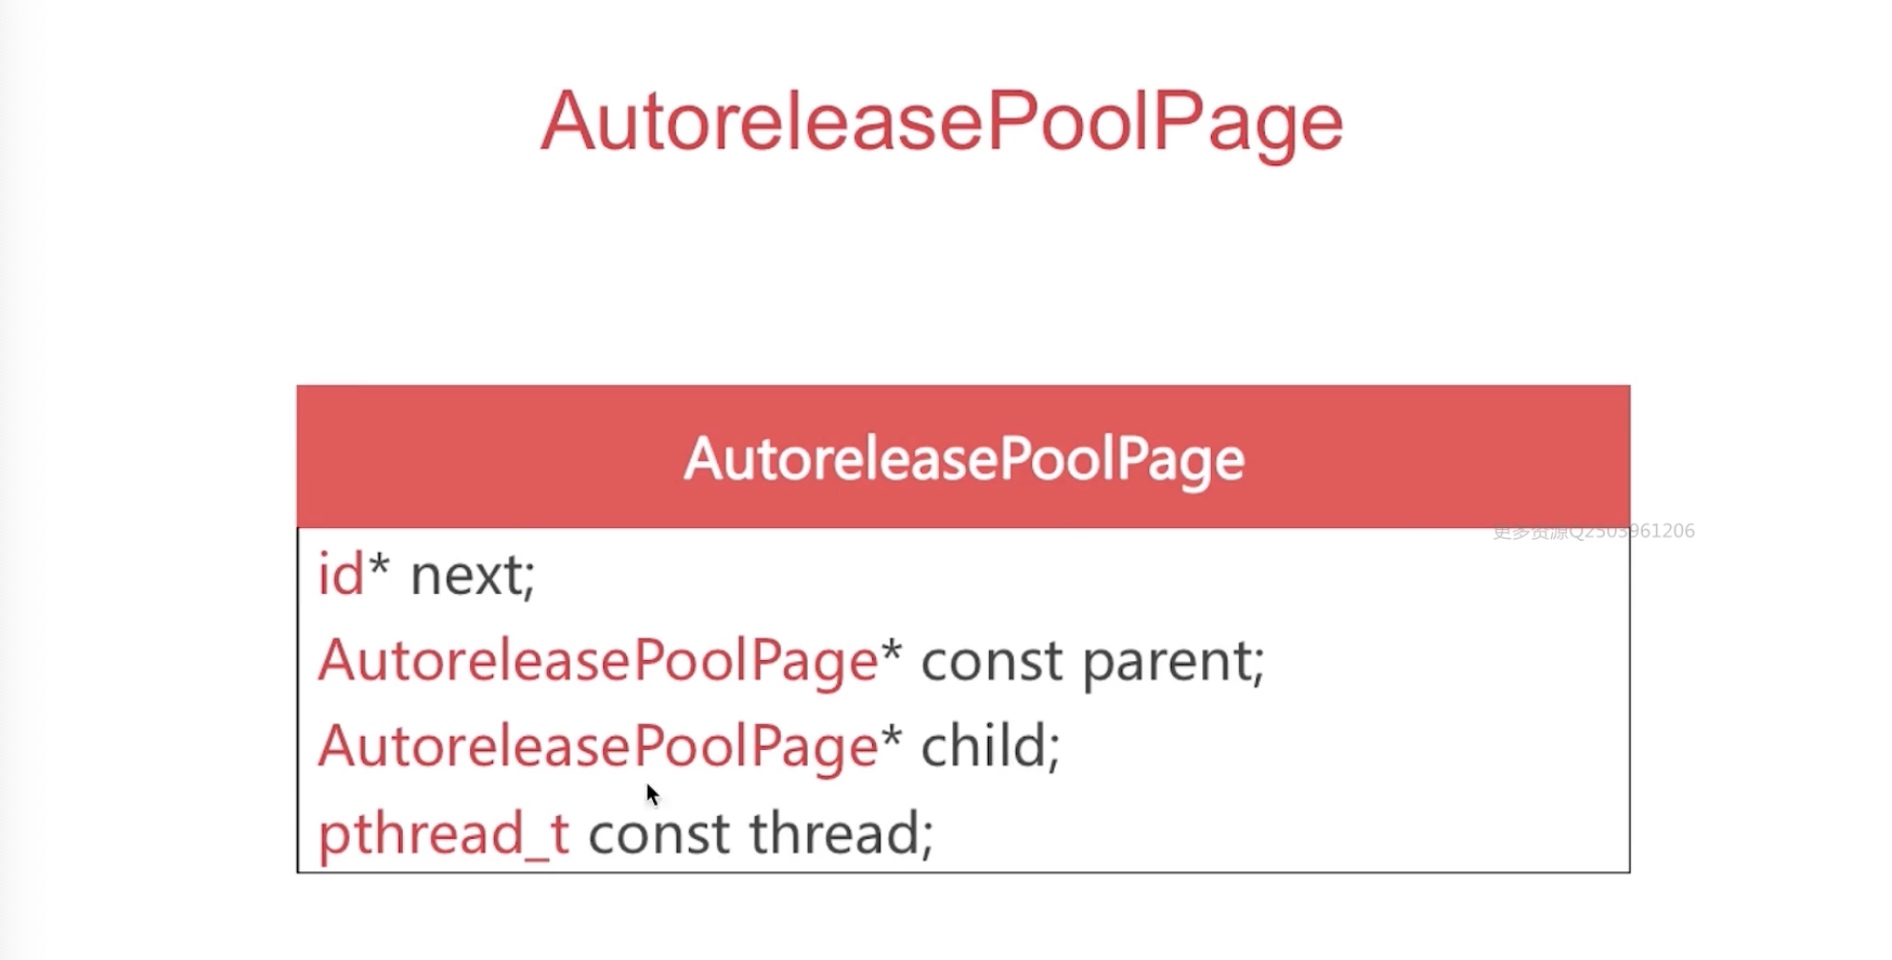 AutoreleasePoolPage
AutoreleasePoolPage
更多资源Q2503961206
id* next;
AutoreleasePoolPage* const parent;
AutoreleasePoolPage* child;
pthread_t const thread;